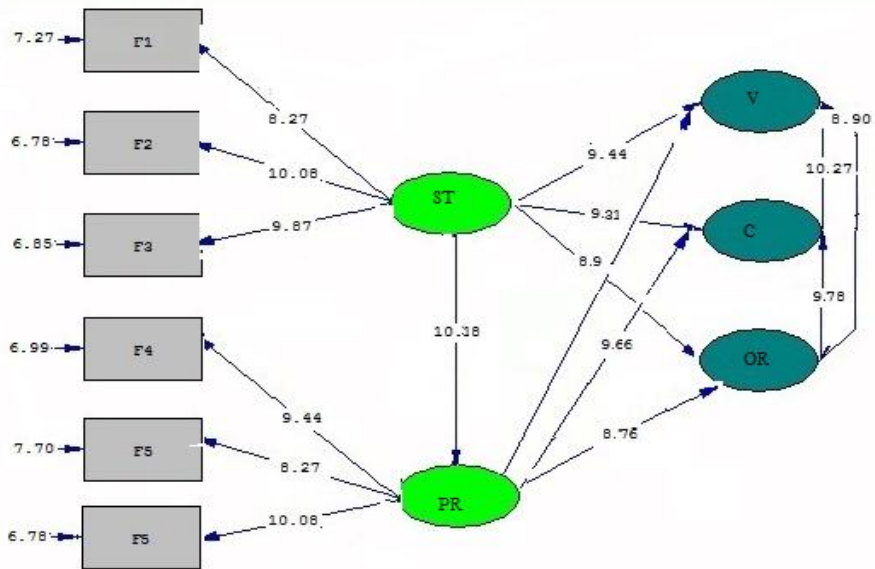 7.27
F1
8.27
6.78
F2
10.08
6.85
F3
9.87
6.99
F4
9.44
7.70
F5
8.27
6.78
F5
10.08
ST
10.38
PR
9.44
9.31
8.9
9.66
8.76
V
8.90
10.27
C
9.78
OR